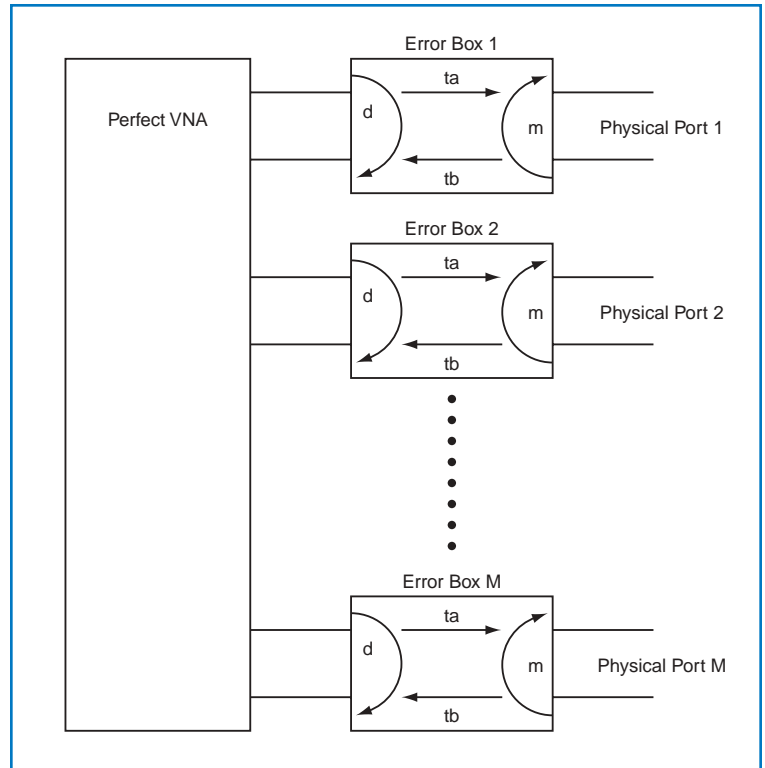 Error Box 1
ta
Perfect VNA
d
m
Physical Port 1
tb
Error Box 2
ta
d
m
Physical Port 2
tb
Error Box M
ta
d
m
Physical Port M
tb